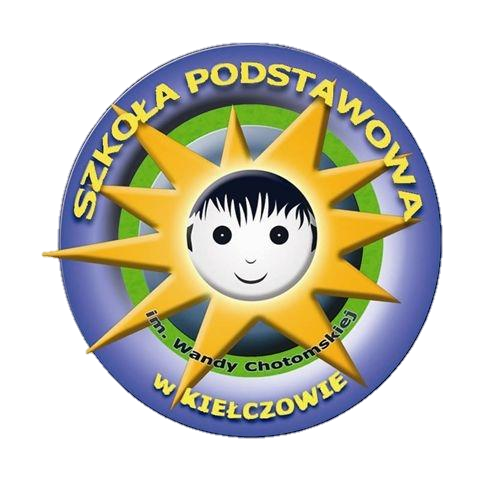 SZKOŁA PODSTAWOWA
im. Wandy Chotomskiej
W KIEŁCZOWIE